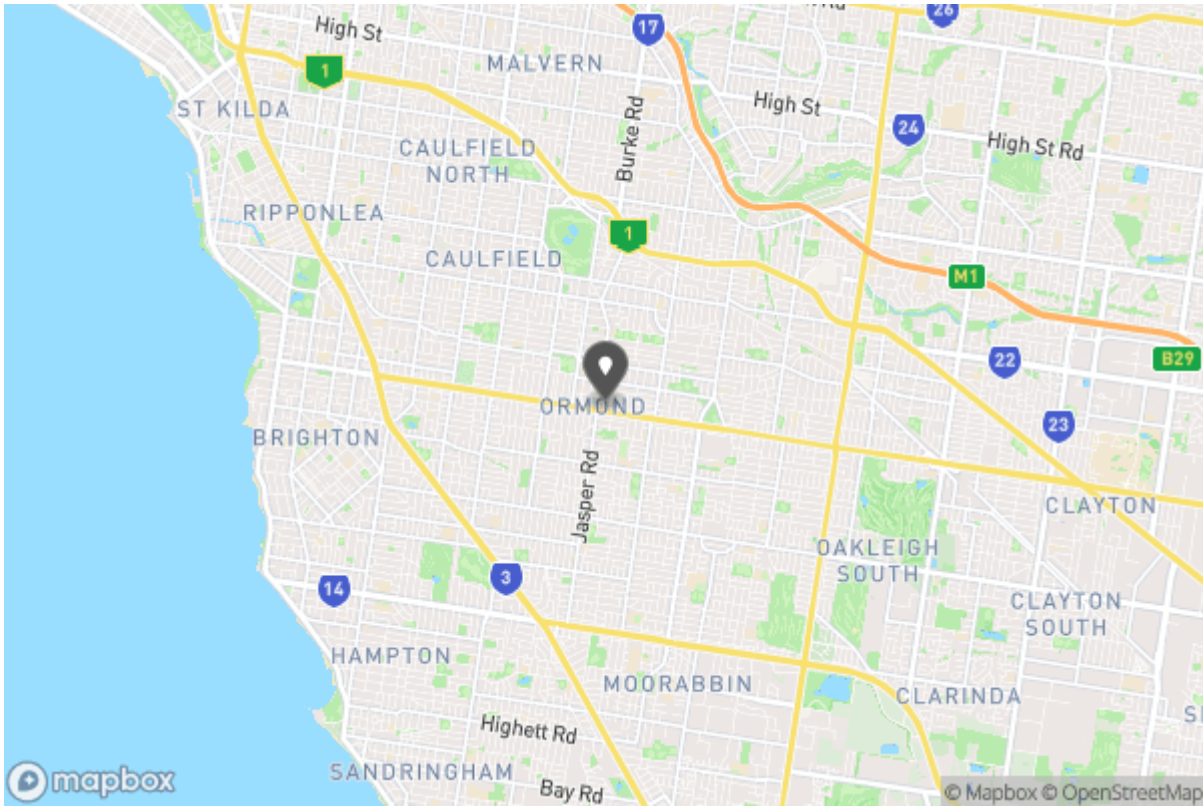 26
High St
17
MALVERN
1
High St
ST KILDA
24
Burke Rd
High St Rd
CAULFIELD
NORTH
RIPPONLEA
1
CAULFIELD
M1
22
B29
ORMOND
23
BRIGHTON
Jasper Rd
CLAYTON
OAKLEIGH
SOUTH
3
14
CLAYTON
SOUTH
HAMPTON
MOORABBIN
CLARINDA
Highett Rd
SANDRINGHAM
Bay Rd
mapbox
© Mapbox © OpenStreetMap